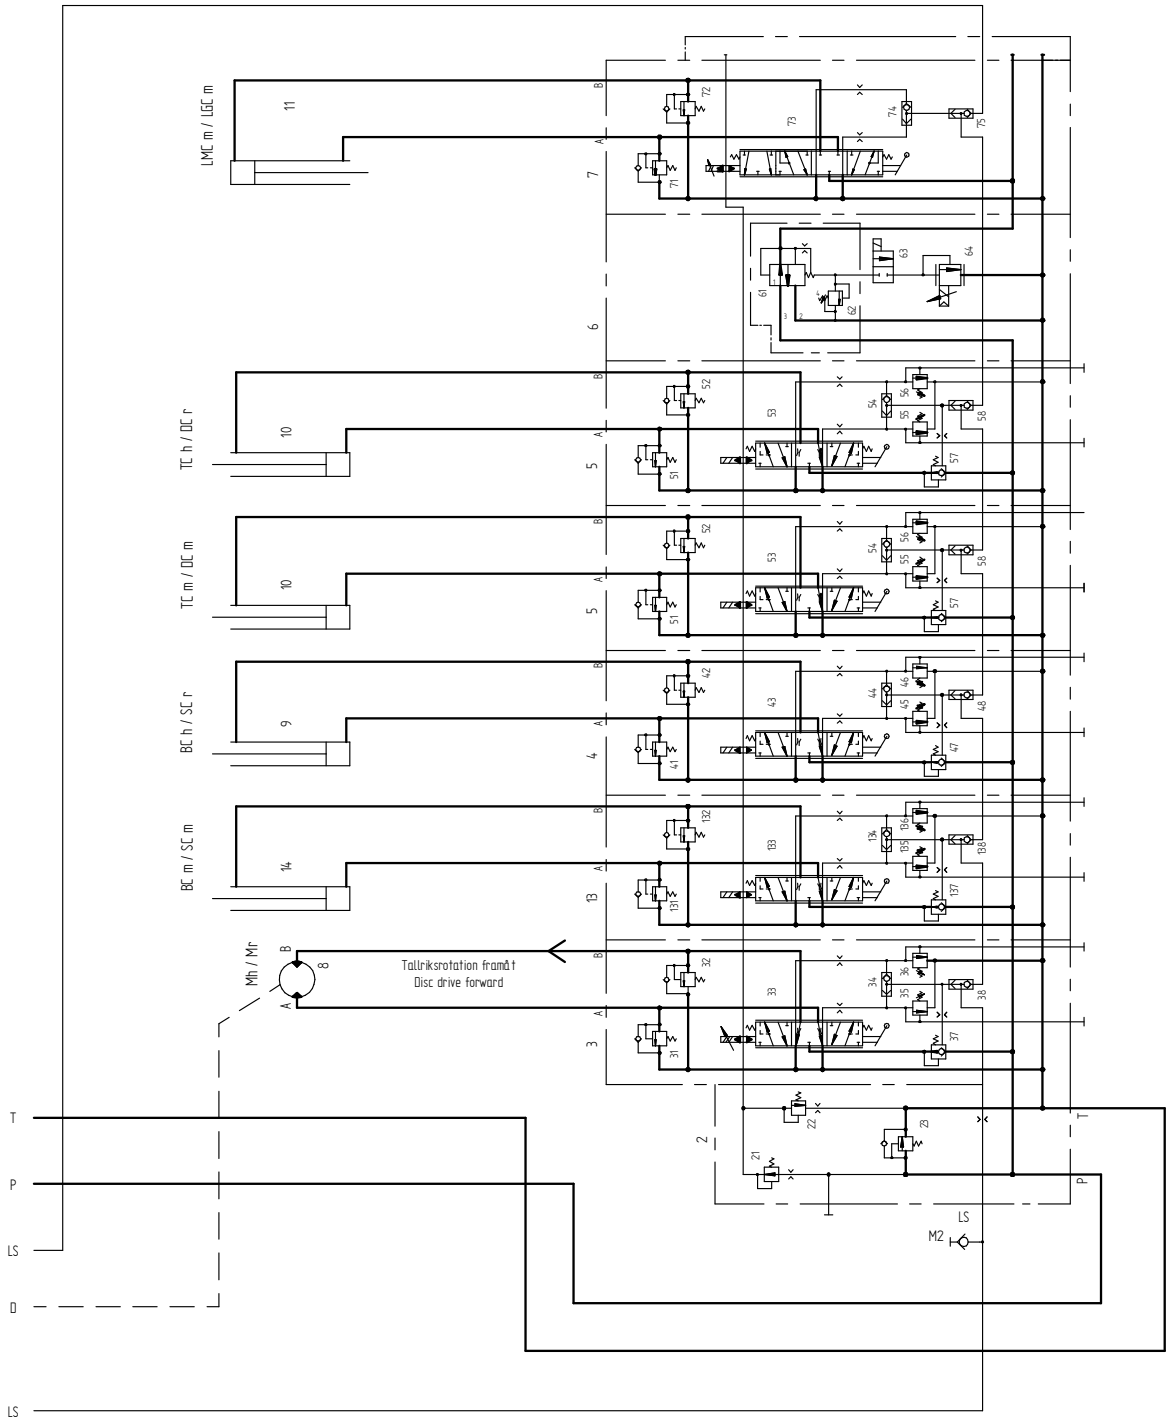 LMC m / LGC m
11
B
A
7
72
71
73
74
75
6
61
1
3
2
4
62
63
64
TC h / DC r
10
B
A
5
52
51
53
54
56
55
57
58
TC m / DC m
10
B
A
5
52
51
53
54
56
55
57
58
BC h / SC r
9
B
A
4
42
41
43
44
46
45
47
48
BC m / SC m
14
B
A
13
132
131
133
134
136
135
137
138
Mh / Mr
B
A
8
Tallriksrotation framåt
Disc drive forward
B
A
3
32
31
33
34
36
35
37
38
2
22
21
23
T
P
LS
M2
T
P
LS
D
LS